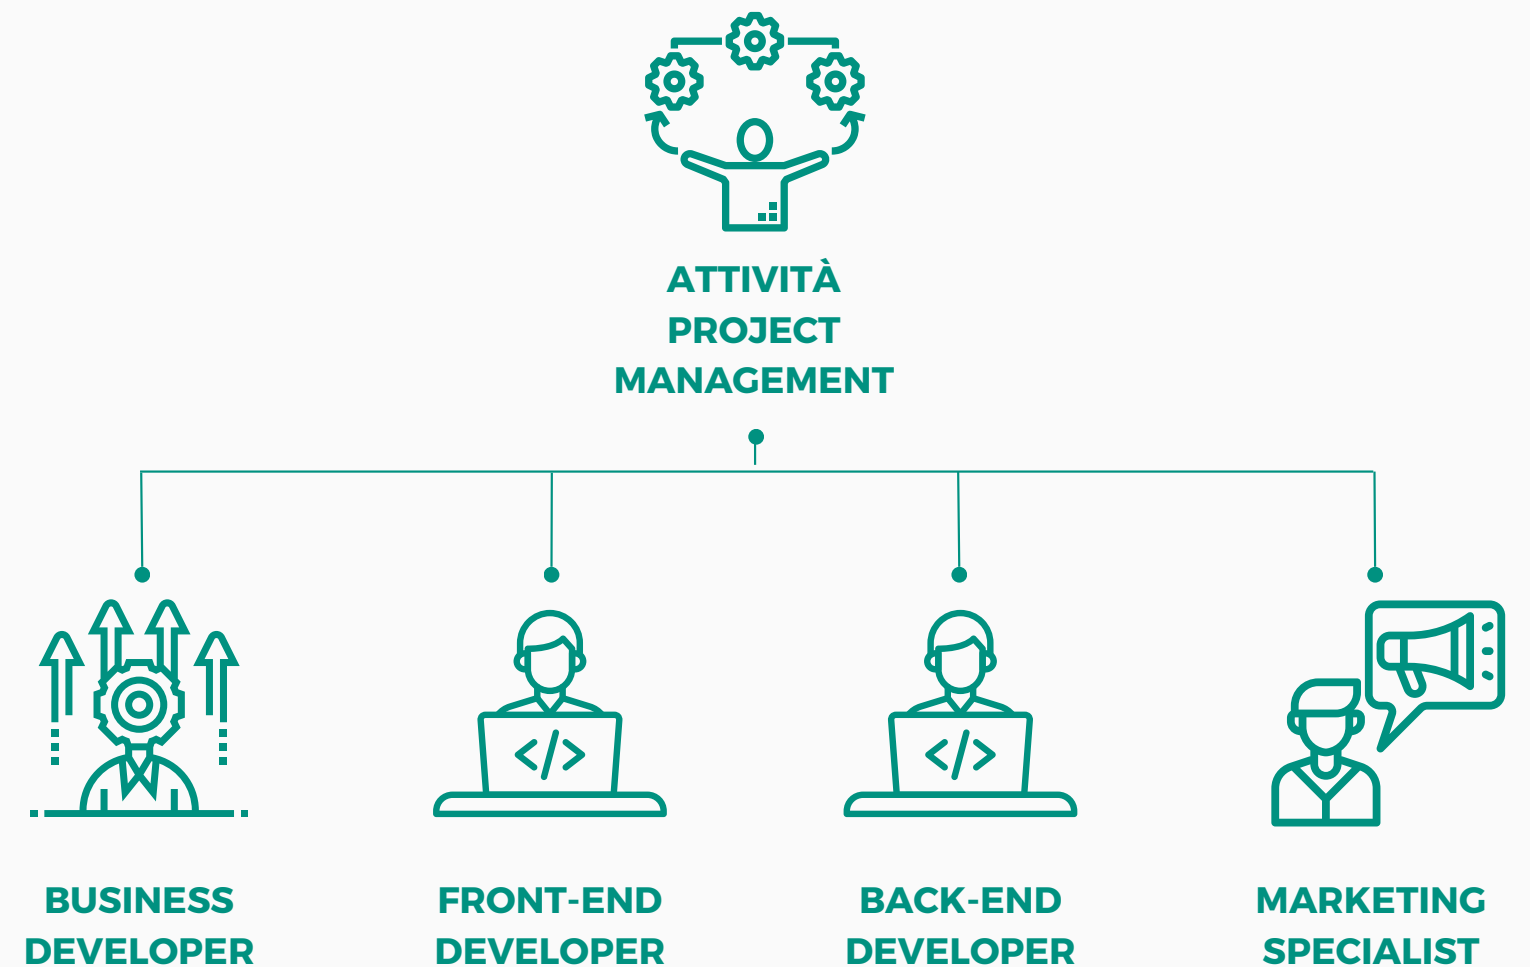 ATTIVITÀ
PROJECT
MANAGEMENT
BUSINESS
DEVELOPER
FRONT-END
DEVELOPER
BACK-END
DEVELOPER
MARKETING
SPECIALIST